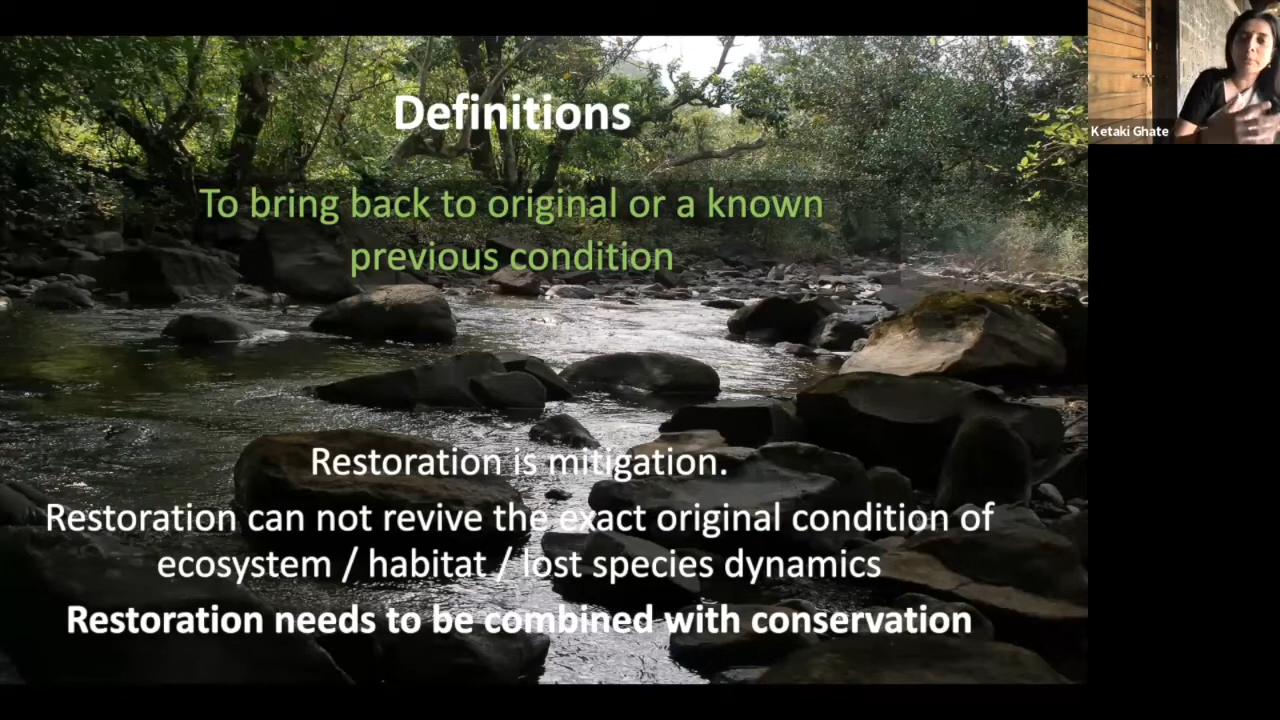 Definitions
To bring back to original or a known
previous condition
Restoration is mitigation.
Restoration can not revive the exact original condition of
ecosystem / habitat / lost species dynamics
Restoration needs to be combined with conservation
Ketaki Ghate